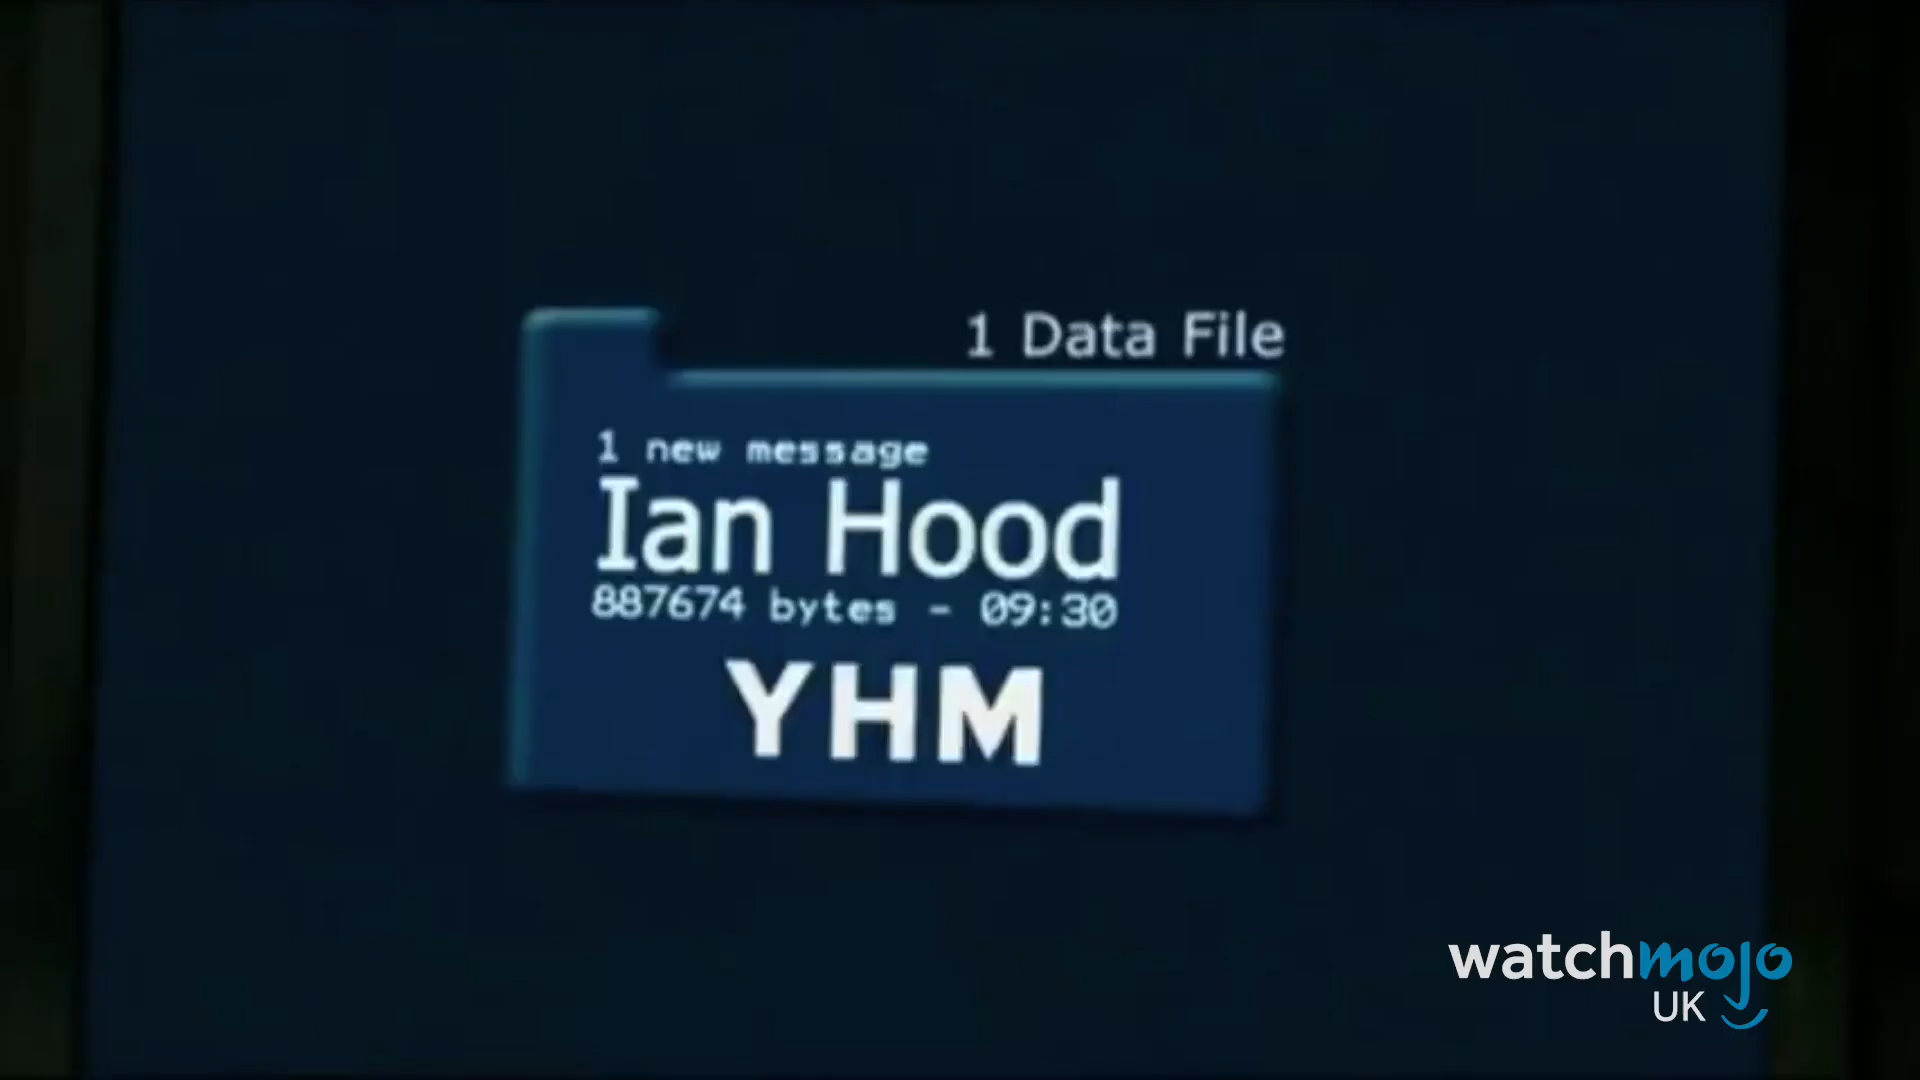 1 Data File
1 new message
Ian Hood
887674 bytes - 09:30
YHM
watchmojo
UK